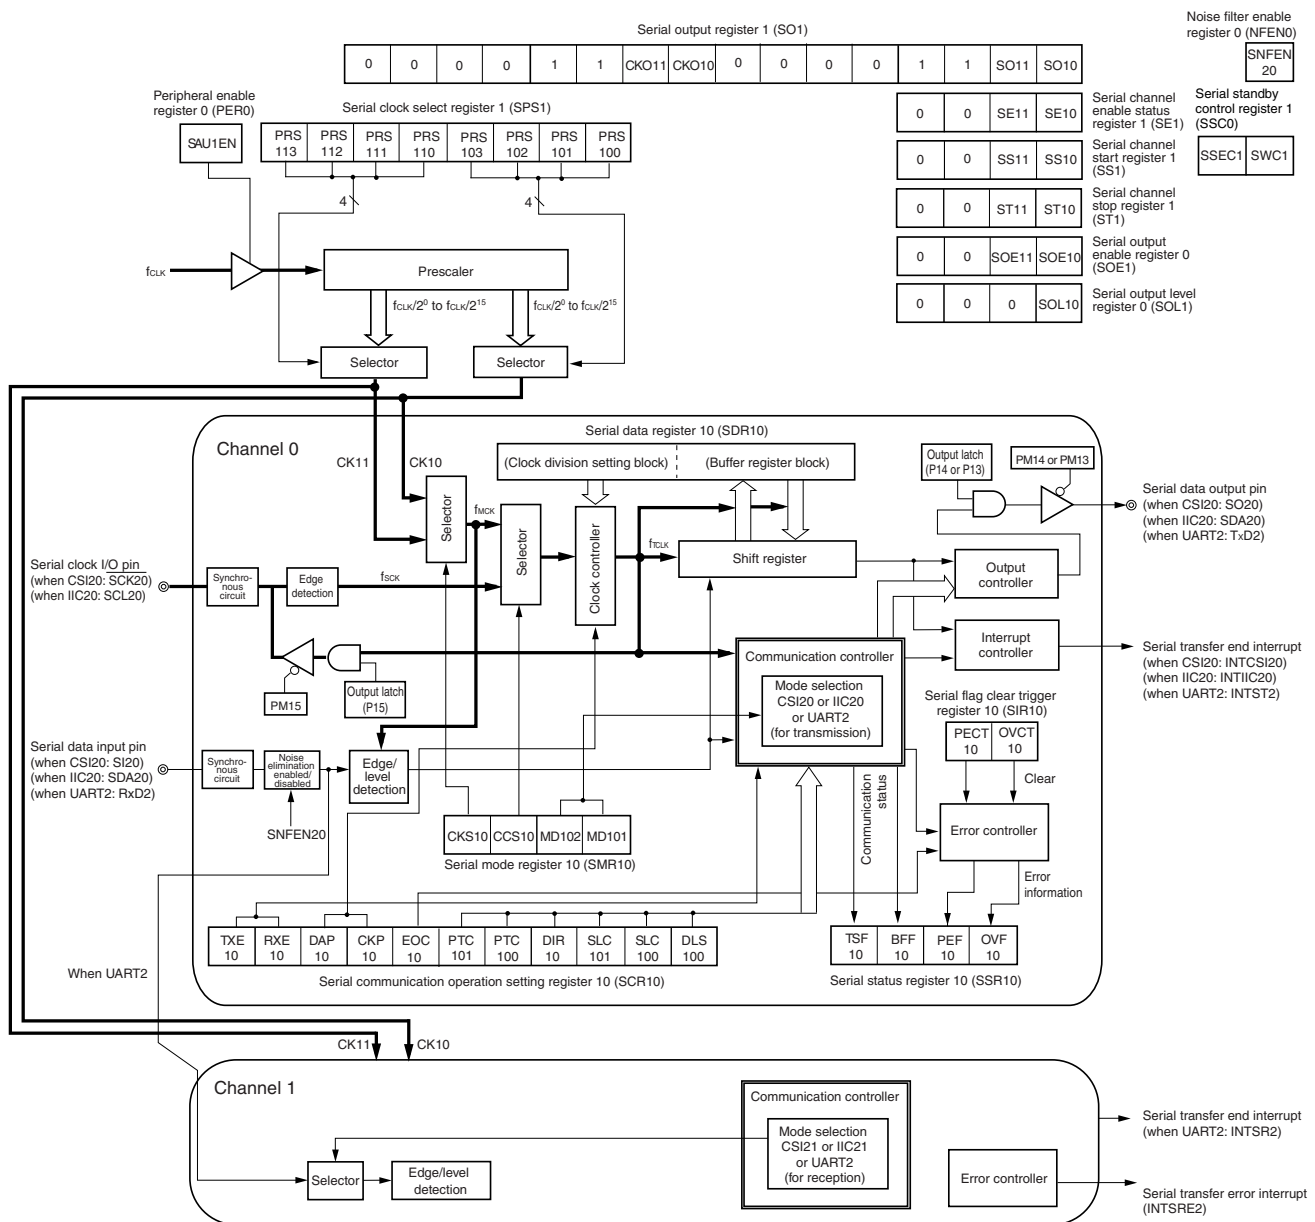 Serial output register 1 (SO1)
0 0 0 0 1 1 CKO11 CKO10 0 0 0 0 1 1 SO11 SO10
Noise filter enable
register 0 (NFEN0)
SNFEN
20
Peripheral enable
register 0 (PER0)
SAU1EN
Serial clock select register 1 (SPS1)
PRS PRS PRS PRS PRS PRS PRS PRS
113 112 111 110 103 102 101 100
4
4
0 0 SE11 SE10
Serial channel
enable status
register 1 (SE1)
0 0 SS11 SS10
Serial channel
start register 1
(SS1)
0 0 ST11 ST10
Serial channel
stop register 1
(ST1)
0 0 SOE11 SOE10
Serial output
enable register 0
(SOE1)
0 0 0 SOL10
Serial output level
register 0 (SOL1)
Serial standby
control register 1
(SSC0)
SSEC1 SWC1
fCLK
Prescaler
fCLK/2⁰ to fCLK/2¹⁵
fCLK/2⁰ to fCLK/2¹⁵
Selector
Selector
Channel 0
CK11
CK10
Serial data register 10 (SDR10)
(Clock division setting block)
(Buffer register block)
Selector
fMCK
Selector
Clock controller
fTCLK
Shift register
Output latch
(P14 or P13)
PM14 or PM13
Serial data output pin
(when CSI20: SO20)
(when IIC20: SDA20)
(when UART2: TxD2)
Serial clock I/O pin
(when CSI20: SCK20)
(when IIC20: SCL20)
Synchro-
nous
circuit
Edge
detection
fSCK
Output
controller
Interrupt
controller
Serial transfer end interrupt
(when CSI20: INTCSI20)
(when IIC20: INTIIC20)
(when UART2: INTST2)
PM15
Output latch
(P15)
Communication controller
Mode selection
CSI20 or IIC20
or UART2
(for transmission)
Serial flag clear trigger
register 10 (SIR10)
PECT OVCT
10 10
Clear
Serial data input pin
(when CSI20: SI20)
(when IIC20: SDA20)
(when UART2: RxD2)
Synchro-
nous
circuit
Noise
elimination
enabled/
disabled
SNFEN20
Edge/
level
detection
CKS10 CCS10 MD102 MD101
Serial mode register 10 (SMR10)
Communication
status
Error controller
Error
information
TXE RXE DAP CKP EOC PTC PTC DIR SLC SLC DLS
10 10 10 10 10 101 100 10 101 100 100
Serial communication operation setting register 10 (SCR10)
TSF BFF PEF OVF
10 10 10 10
Serial status register 10 (SSR10)
When UART2
CK11
CK10
Channel 1
Communication controller
Mode selection
CSI21 or IIC21
or UART2
(for reception)
Selector
Edge/level
detection
Error controller
Serial transfer end interrupt
(when UART2: INTSR2)
Serial transfer error interrupt
(INTSRE2)